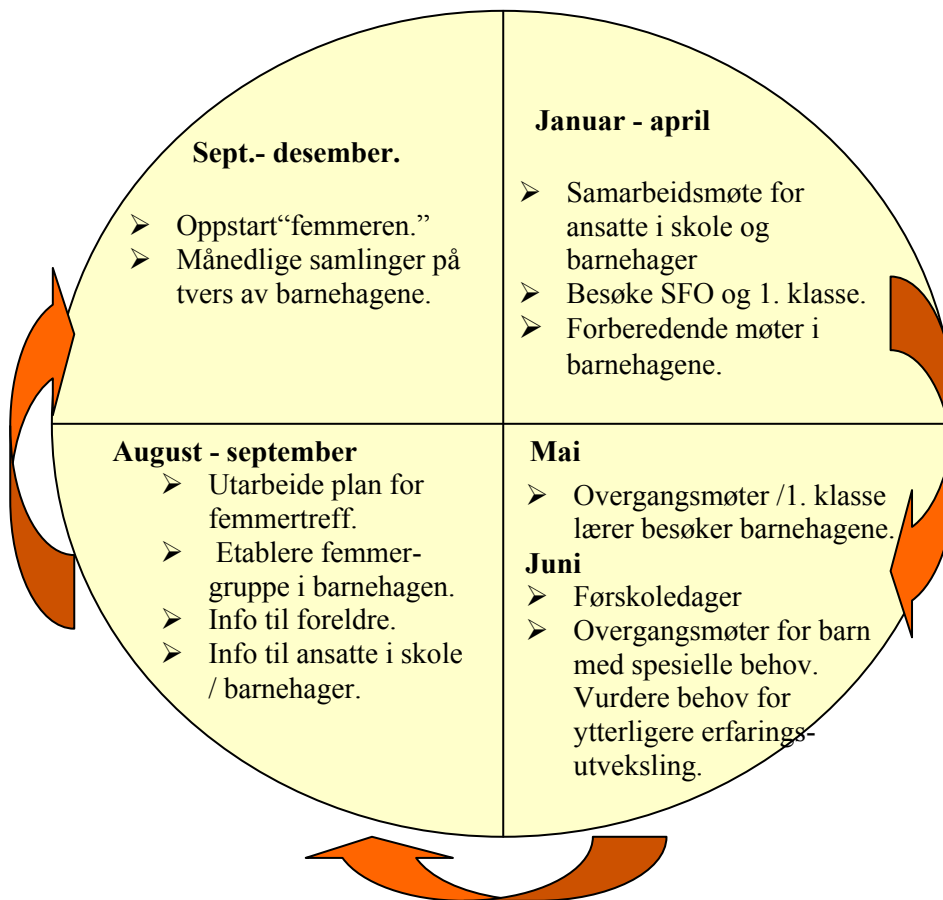 Sept.- desember.
➢ Oppstart“femmeren.”
➢ Månedlige samlinger på
tvers av barnehagene.
Januar - april
➢ Samarbeidsmøte for
ansatte i skole og
barnehager
➢ Besøke SFO og 1. klasse.
➢ Forberedende møter i
barnehagene.
August - september
➢ Utarbeide plan for
femmertreff.
➢ Etablere femmer-
gruppe i barnehagen.
➢ Info til foreldre.
➢ Info til ansatte i skole
/ barnehager.
Mai
➢ Overgangsmøter /1. klasse
lærer besøker barnehagene.
Juni
➢ Førskoledager
➢ Overgangsmøter for barn
med spesielle behov.
Vurdere behov for
ytterligere erfarings-
utveksling.